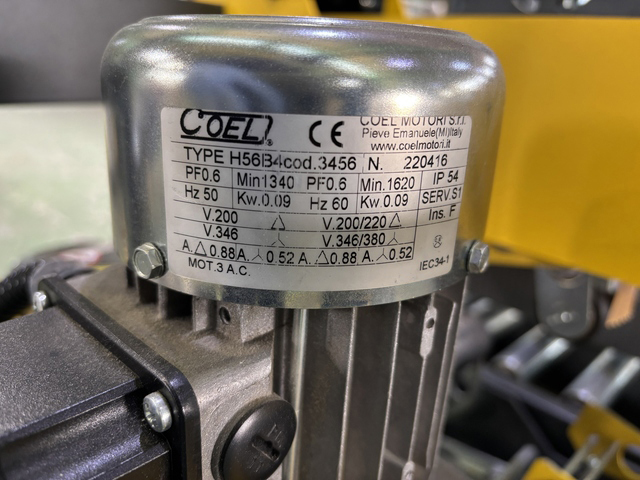 COEL® CE COEL MOTORI S.r.l.
Pieve Emanuele(MI)Italy
www.coelmotori.it
TYPE H56B4cod.3456 N. 220416
PF0.6 Min1340 PF0.6 Min.1620 IP 54
Hz 50 Kw.0.09 Hz 60 Kw.0.09 SERV.S1
V.200 △ V.200/220 △ Ins. F
V.346 ⅄ V.346/380 ⅄
A.△0.88A.⅄0.52 A.△0.88 A.⅄0.52
MOT.3 A.C. IEC34-1